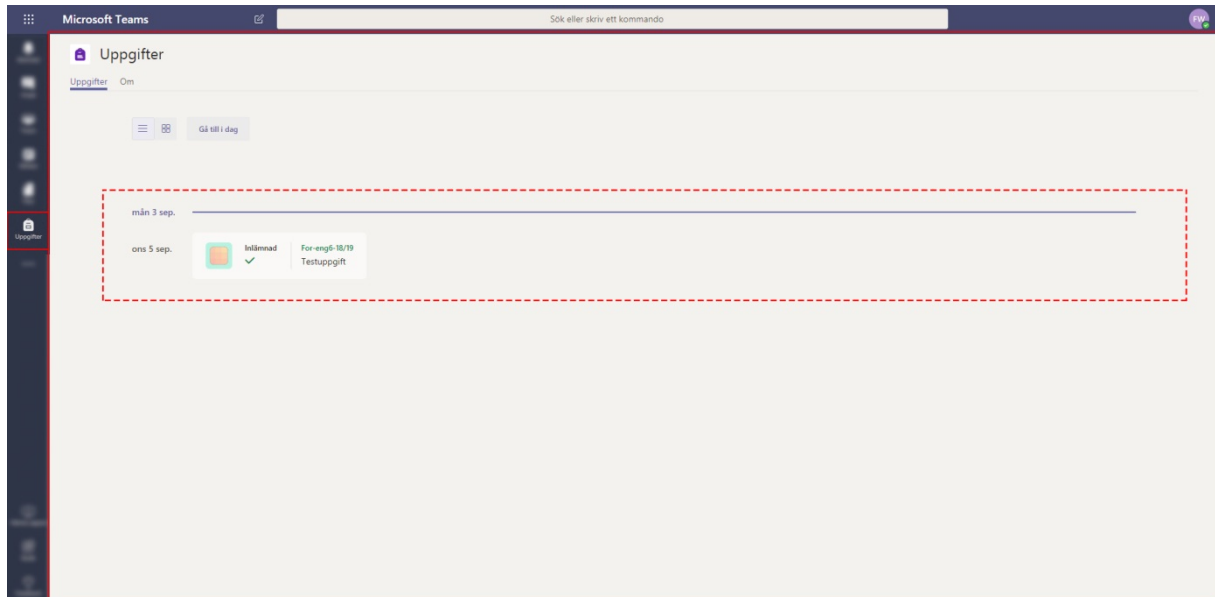 Microsoft Teams
Sök eller skriv ett kommando
FW
Uppgifter
Uppgifter Om
Gå till i dag
mån 3 sep.
Uppgifter
ons 5 sep.
Inlämnad
For-eng6-18/19
Testuppgift